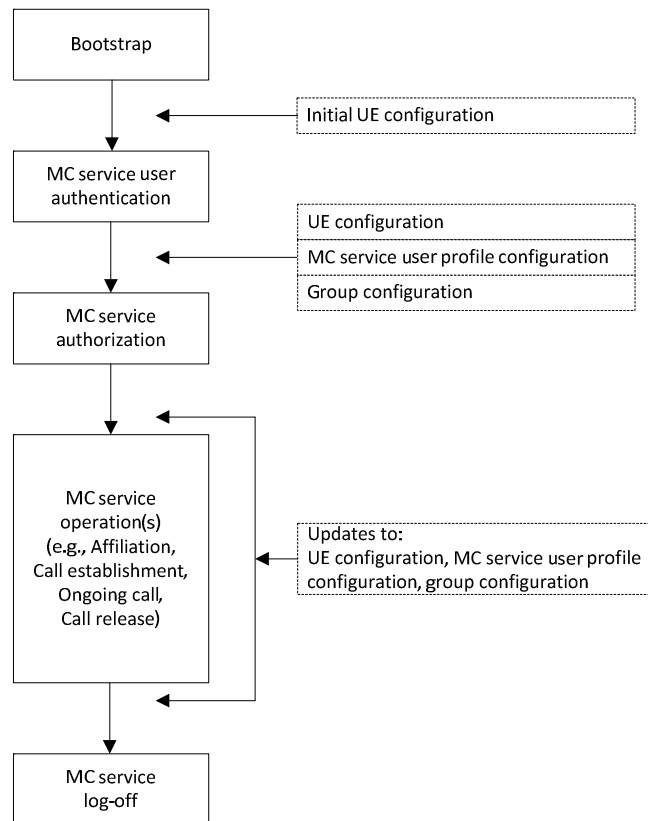 Bootstrap
Initial UE configuration
MC service user
authentication
UE configuration
MC service user profile configuration
Group configuration
MC service
authorization
MC service
operation(s)
(e.g., Affiliation,
Call establishment,
Ongoing call,
Call release)
Updates to:
UE configuration, MC service user profile
configuration, group configuration
MC service
log-off